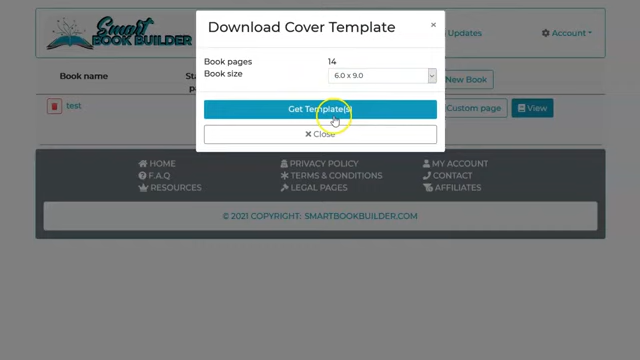 Download Cover Template
×
Smart
BOOK BUILDER
Updates
Account
Book pages 14
Book size 6.0 x 9.0
Book name
New Book
test
Get Template(s)
Custom page
View
Close
HOME PRIVACY POLICY MY ACCOUNT
F.A.Q TERMS & CONDITIONS CONTACT
RESOURCES LEGAL PAGES AFFILIATES
© 2021 COPYRIGHT: SMARTBOOKBUILDER.COM